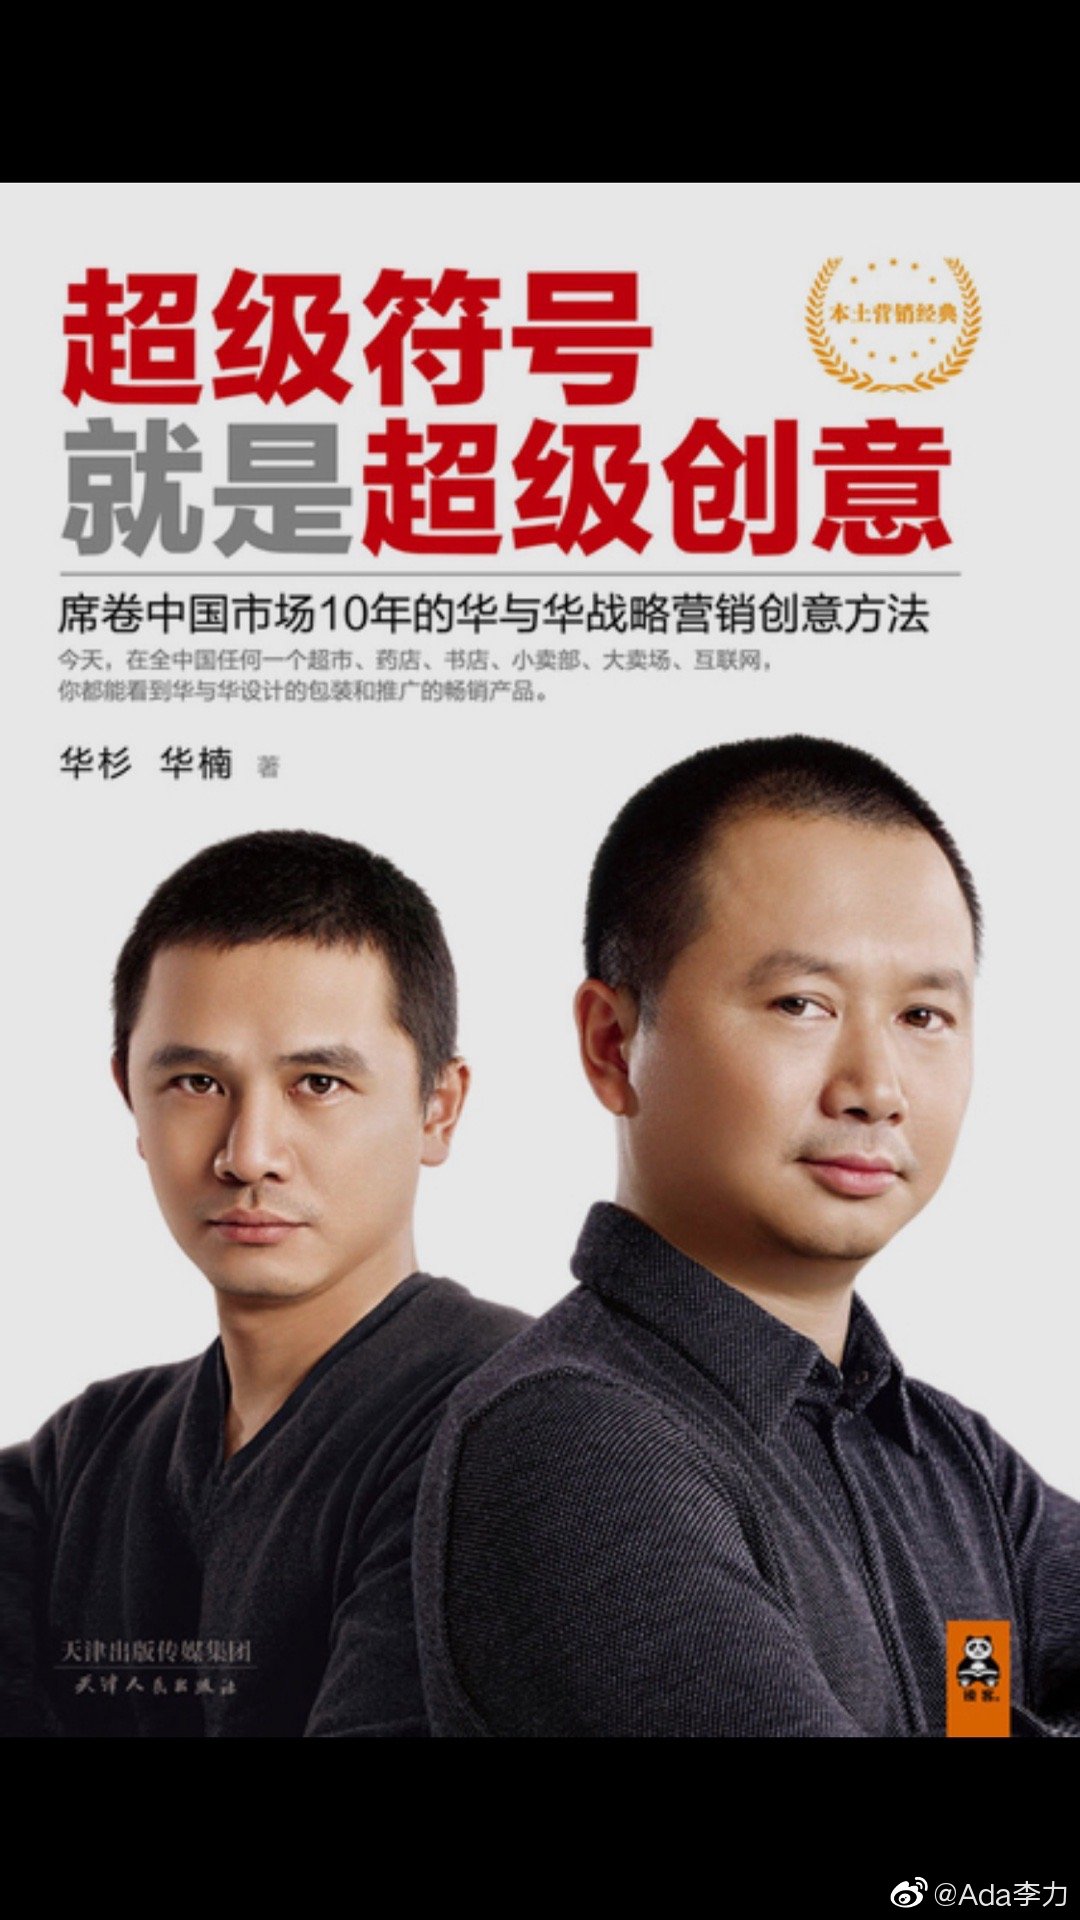 超级符号
本土营销经典
就是超级创意
席卷中国市场10年的华与华战略营销创意方法
今天，在全中国任何一个超市、药店、书店、小卖部、大卖场、互联网，
你都能看到华与华设计的包装和推广的畅销产品。
华杉 华楠 著
天津出版传媒集团
天津人民出版社
读客®
@Ada李力